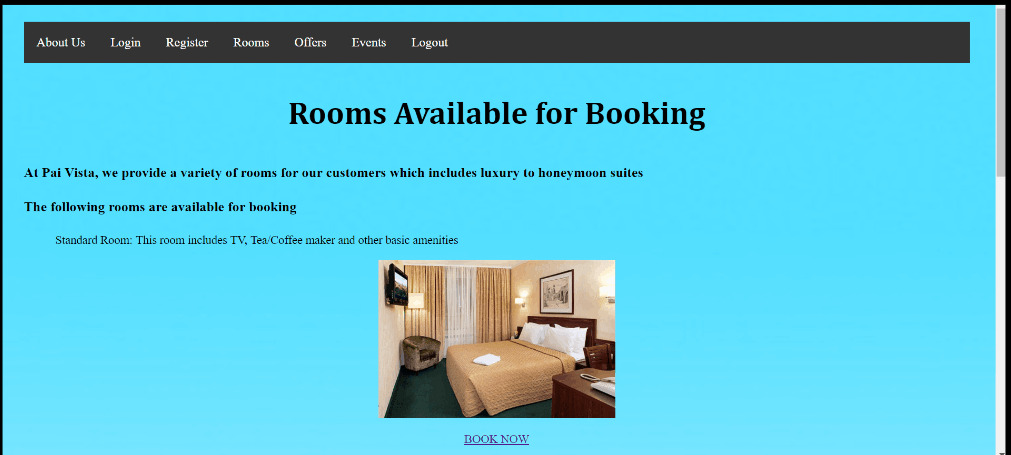 About Us Login Register Rooms Offers Events Logout
Rooms Available for Booking
At Pai Vista, we provide a variety of rooms for our customers which includes luxury to honeymoon suites
The following rooms are available for booking
Standard Room: This room includes TV, Tea/Coffee maker and other basic amenities
BOOK NOW